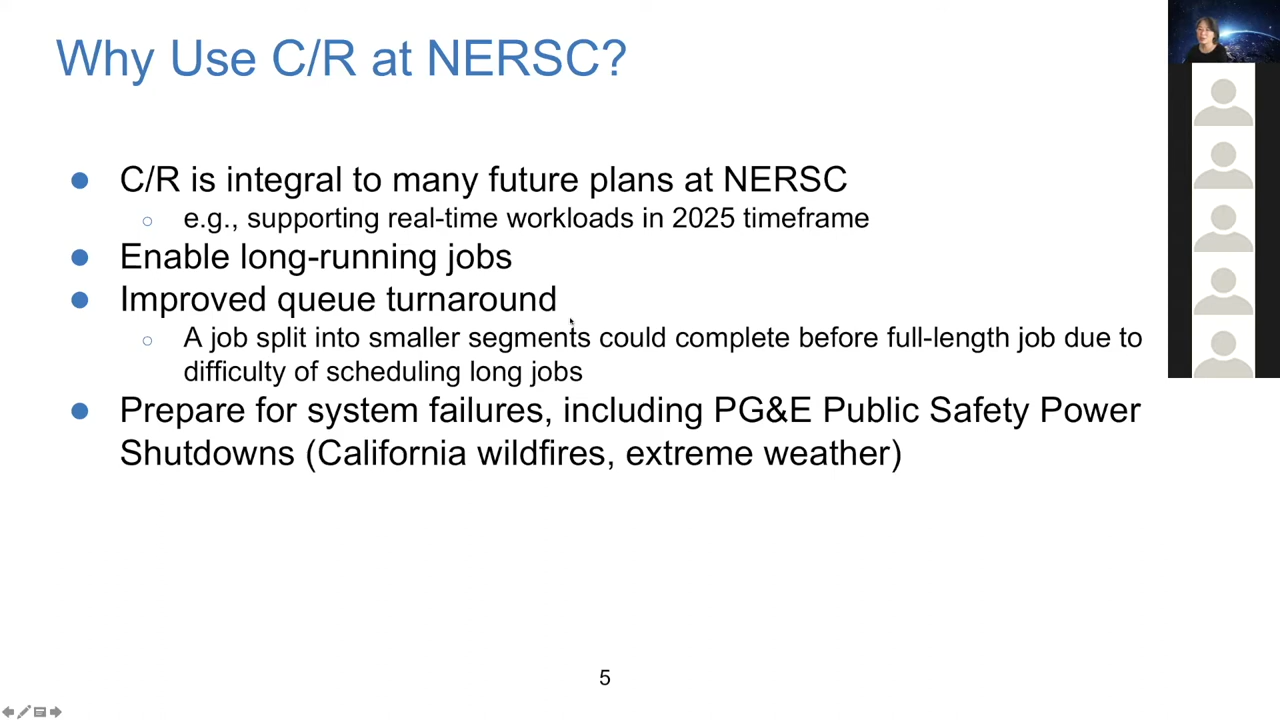 Why Use C/R at NERSC?
● C/R is integral to many future plans at NERSC
○ e.g., supporting real-time workloads in 2025 timeframe
● Enable long-running jobs
● Improved queue turnaround
○ A job split into smaller segments could complete before full-length job due to
difficulty of scheduling long jobs
● Prepare for system failures, including PG&E Public Safety Power
Shutdowns (California wildfires, extreme weather)
5